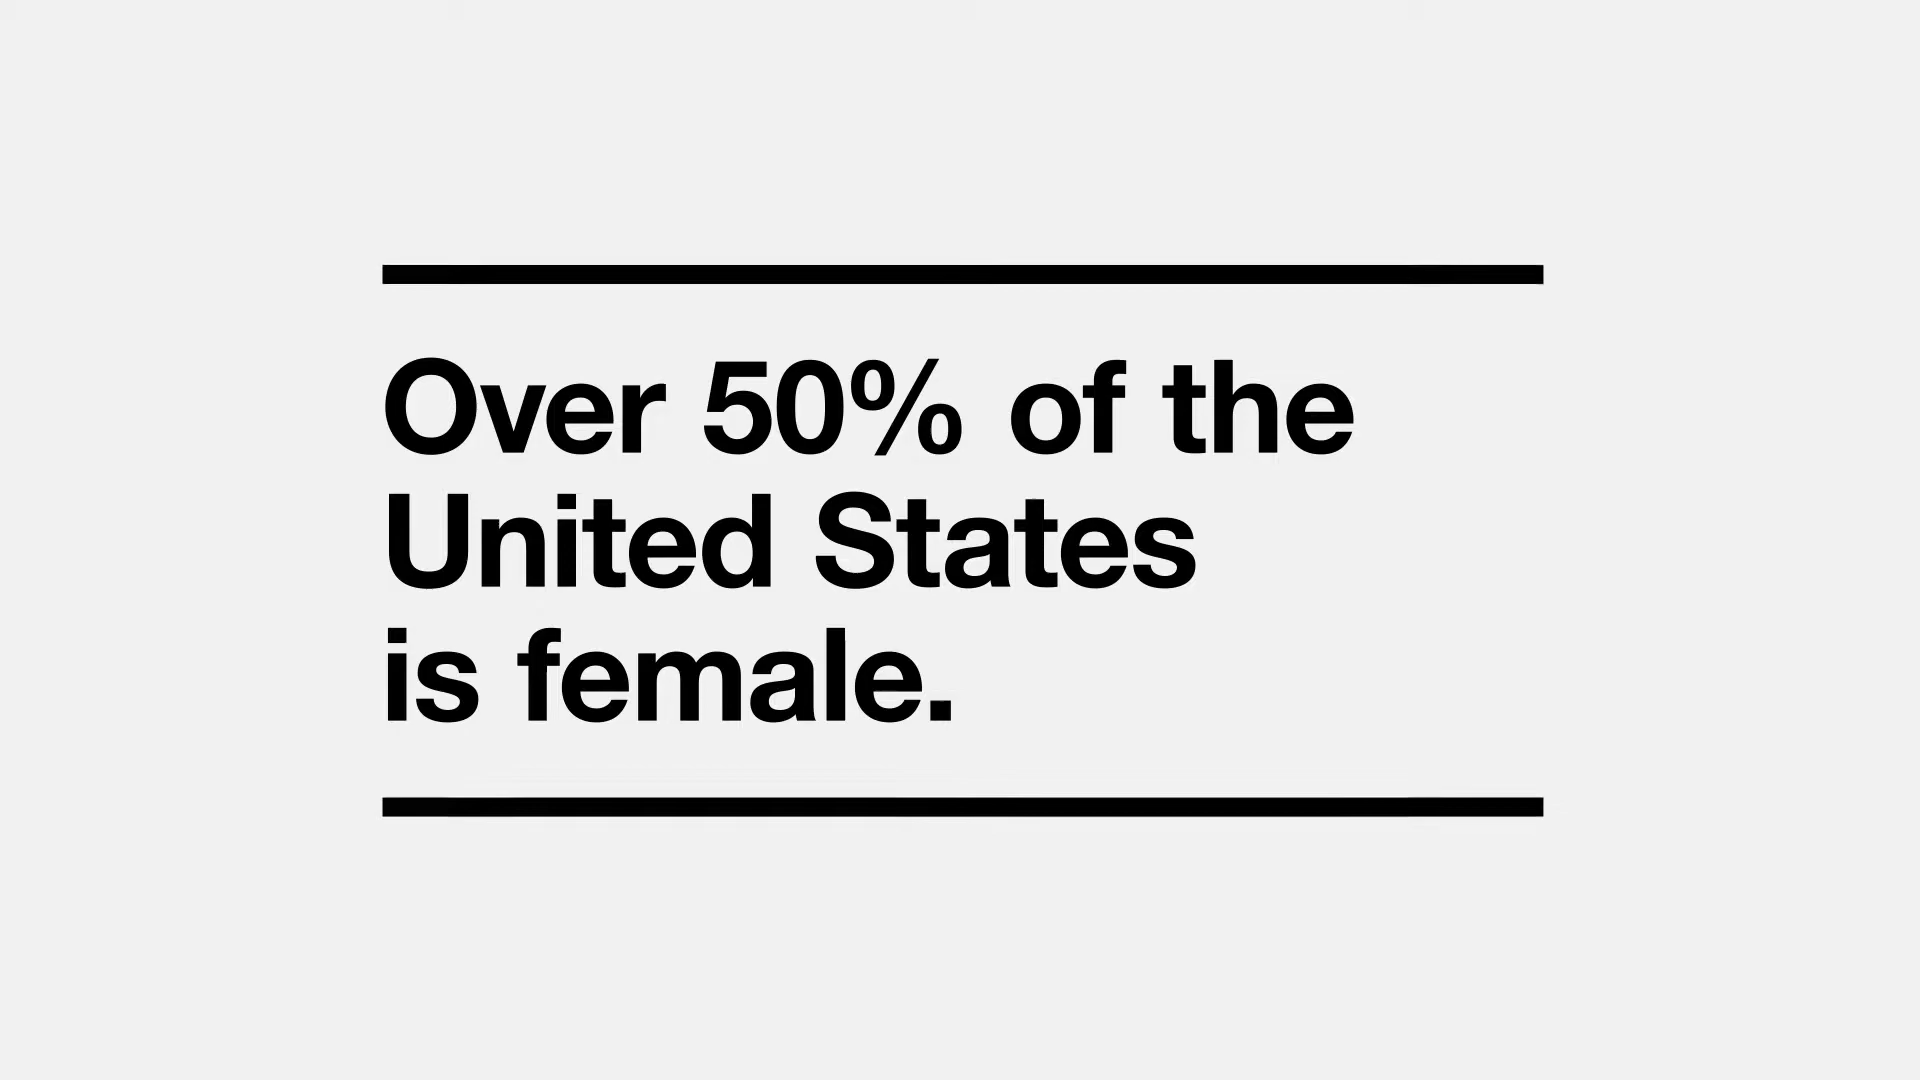 Over 50% of the
United States
is female.